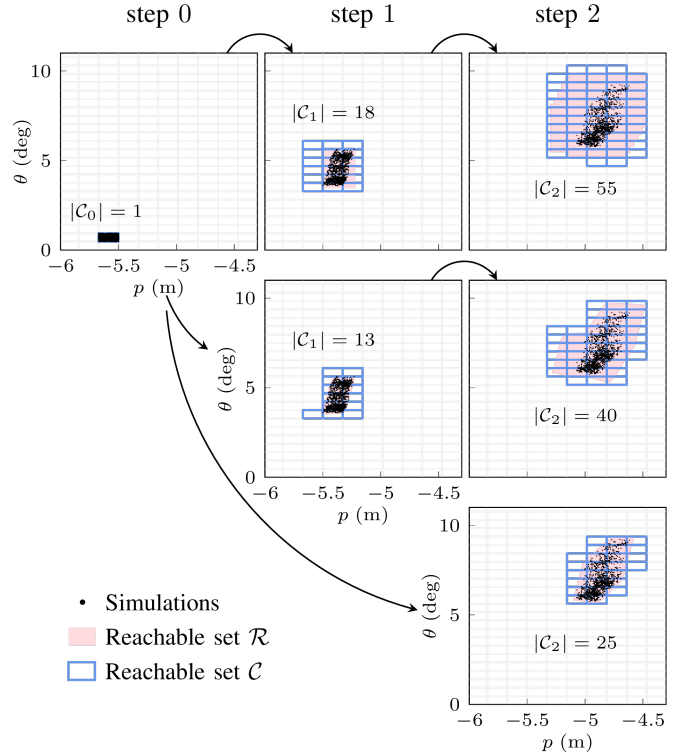 step 0 step 1 step 2
10
5
0
θ (deg)
|C₀| = 1
|C₁| = 18
|C₂| = 55
−6 −5.5 −5 −4.5
p (m)
10
5
0
θ (deg)
|C₁| = 13
|C₂| = 40
−6 −5.5 −5 −4.5
p (m)
10
5
0
θ (deg)
|C₂| = 25
−6 −5.5 −5 −4.5
p (m)
Simulations
Reachable set R
Reachable set C